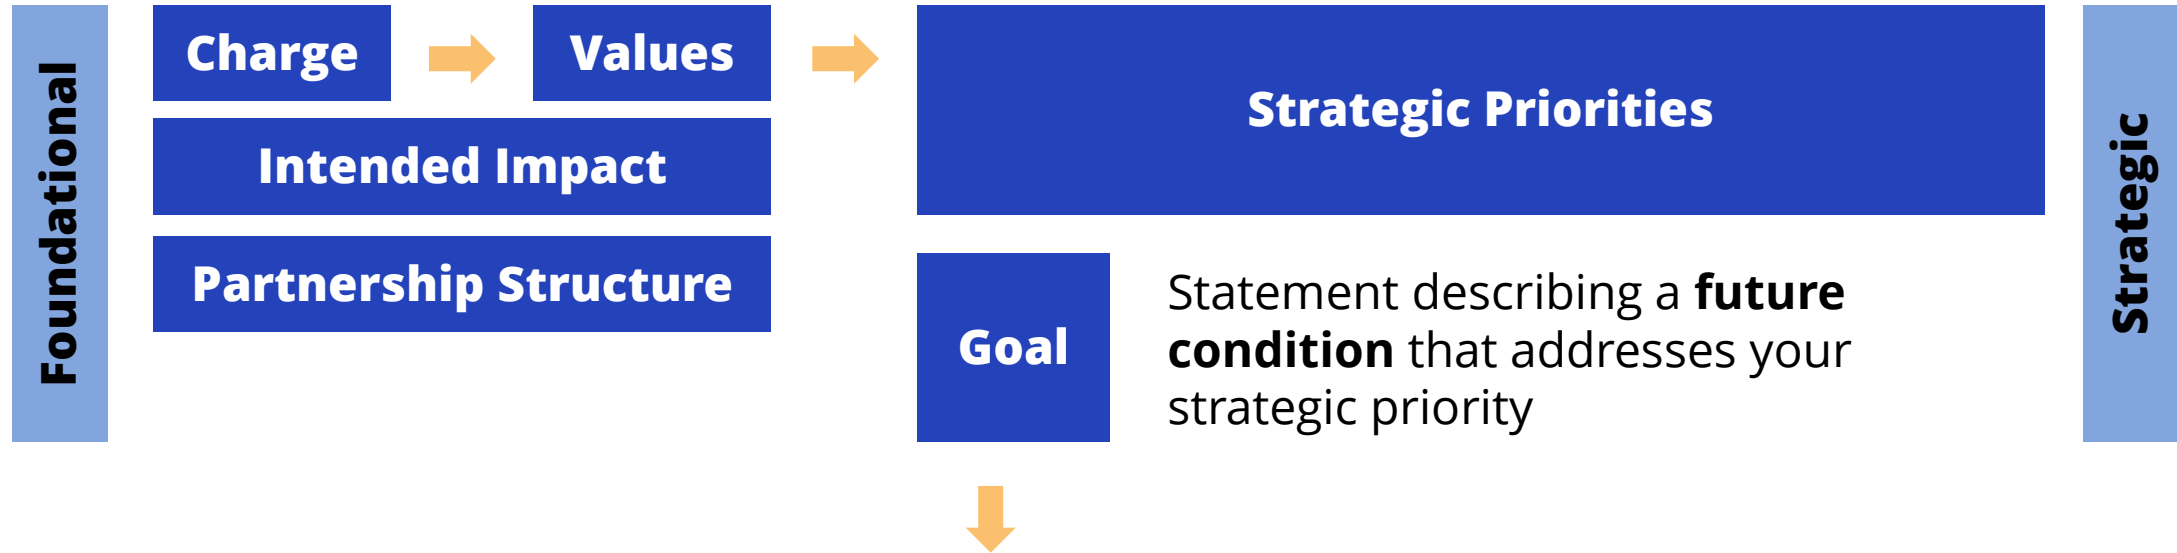 Foundational
Charge
Values
Intended Impact
Partnership Structure
Strategic Priorities
Goal
Statement describing a future
condition that addresses your
strategic priority
Strategic